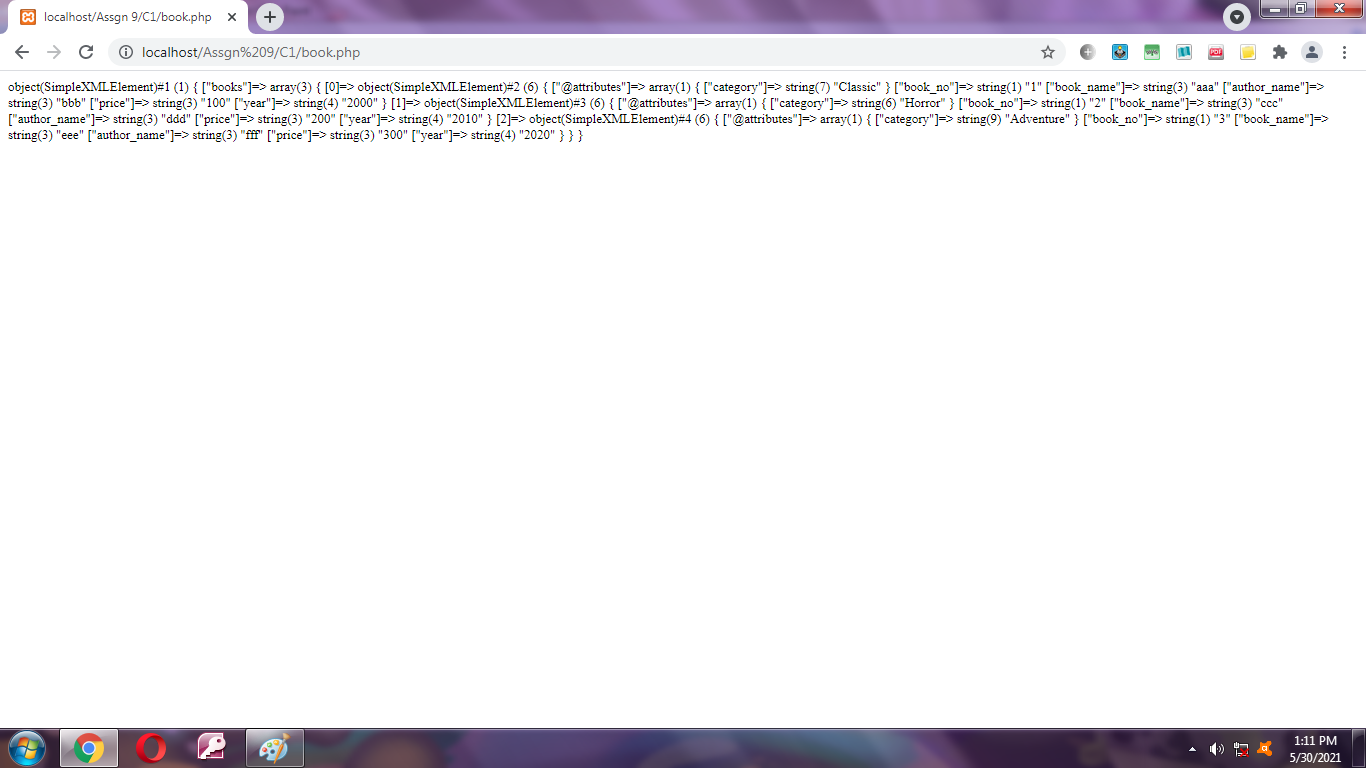 localhost/Assgn 9/C1/book.php
localhost/Assgn%209/C1/book.php
object(SimpleXMLElement)#1 (1) { ["books"]=> array(3) { [0]=> object(SimpleXMLElement)#2 (6) { ["@attributes"]=> array(1) { ["category"]=> string(7) "Classic" } ["book_no"]=> string(1) "1" ["book_name"]=> string(3) "aaa" ["author_name"]=>
string(3) "bbb" ["price"]=> string(3) "100" ["year"]=> string(4) "2000" } [1]=> object(SimpleXMLElement)#3 (6) { ["@attributes"]=> array(1) { ["category"]=> string(6) "Horror" } ["book_no"]=> string(1) "2" ["book_name"]=> string(3) "ccc"
["author_name"]=> string(3) "ddd" ["price"]=> string(3) "200" ["year"]=> string(4) "2010" } [2]=> object(SimpleXMLElement)#4 (6) { ["@attributes"]=> array(1) { ["category"]=> string(9) "Adventure" } ["book_no"]=> string(1) "3" ["book_name"]=>
string(3) "eee" ["author_name"]=> string(3) "fff" ["price"]=> string(3) "300" ["year"]=> string(4) "2020" } } }
1:11 PM
5/30/2021